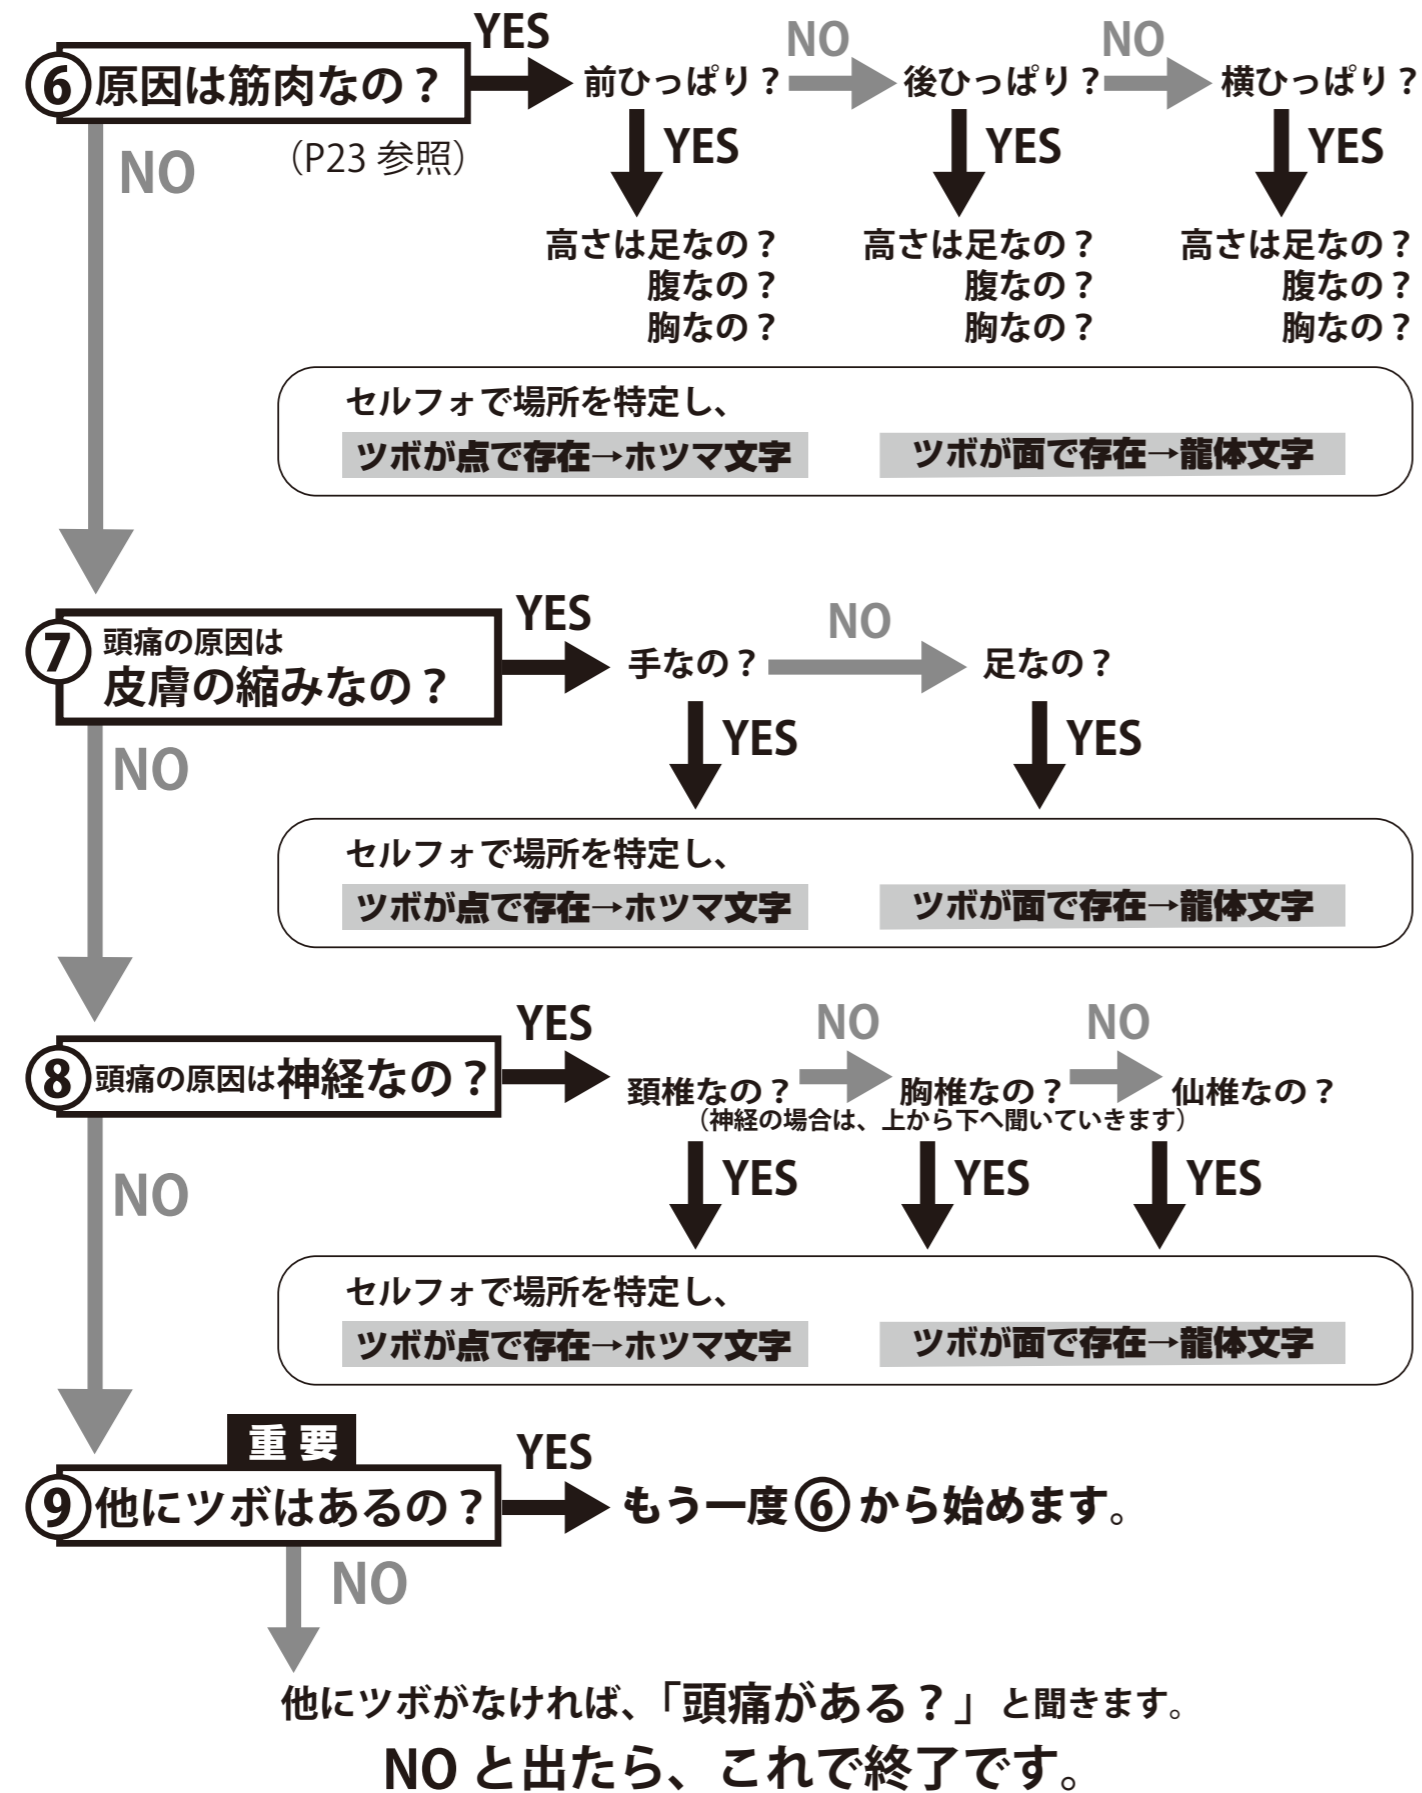 YES
NO
NO
⑥ 原因は筋肉なの？
前ひっぱり？
後ひっぱり？
横ひっぱり？
NO
（P23 参照）
YES
YES
YES
高さは足なの？
腹なの？
胸なの？
高さは足なの？
腹なの？
胸なの？
高さは足なの？
腹なの？
胸なの？
セルフォで場所を特定し、
ツボが点で存在→ホツマ文字
ツボが面で存在→龍体文字
YES
NO
⑦ 頭痛の原因は
皮膚の縮みなの？
手なの？
足なの？
NO
YES
YES
セルフォで場所を特定し、
ツボが点で存在→ホツマ文字
ツボが面で存在→龍体文字
YES
NO
NO
⑧ 頭痛の原因は神経なの？
頚椎なの？
胸椎なの？
仙椎なの？
（神経の場合は、上から下へ聞いていきます）
NO
YES
YES
YES
セルフォで場所を特定し、
ツボが点で存在→ホツマ文字
ツボが面で存在→龍体文字
重要
YES
⑨ 他にツボはあるの？
もう一度⑥から始めます。
NO
他にツボがなければ、「頭痛がある？」と聞きます。
NO と出たら、これで終了です。